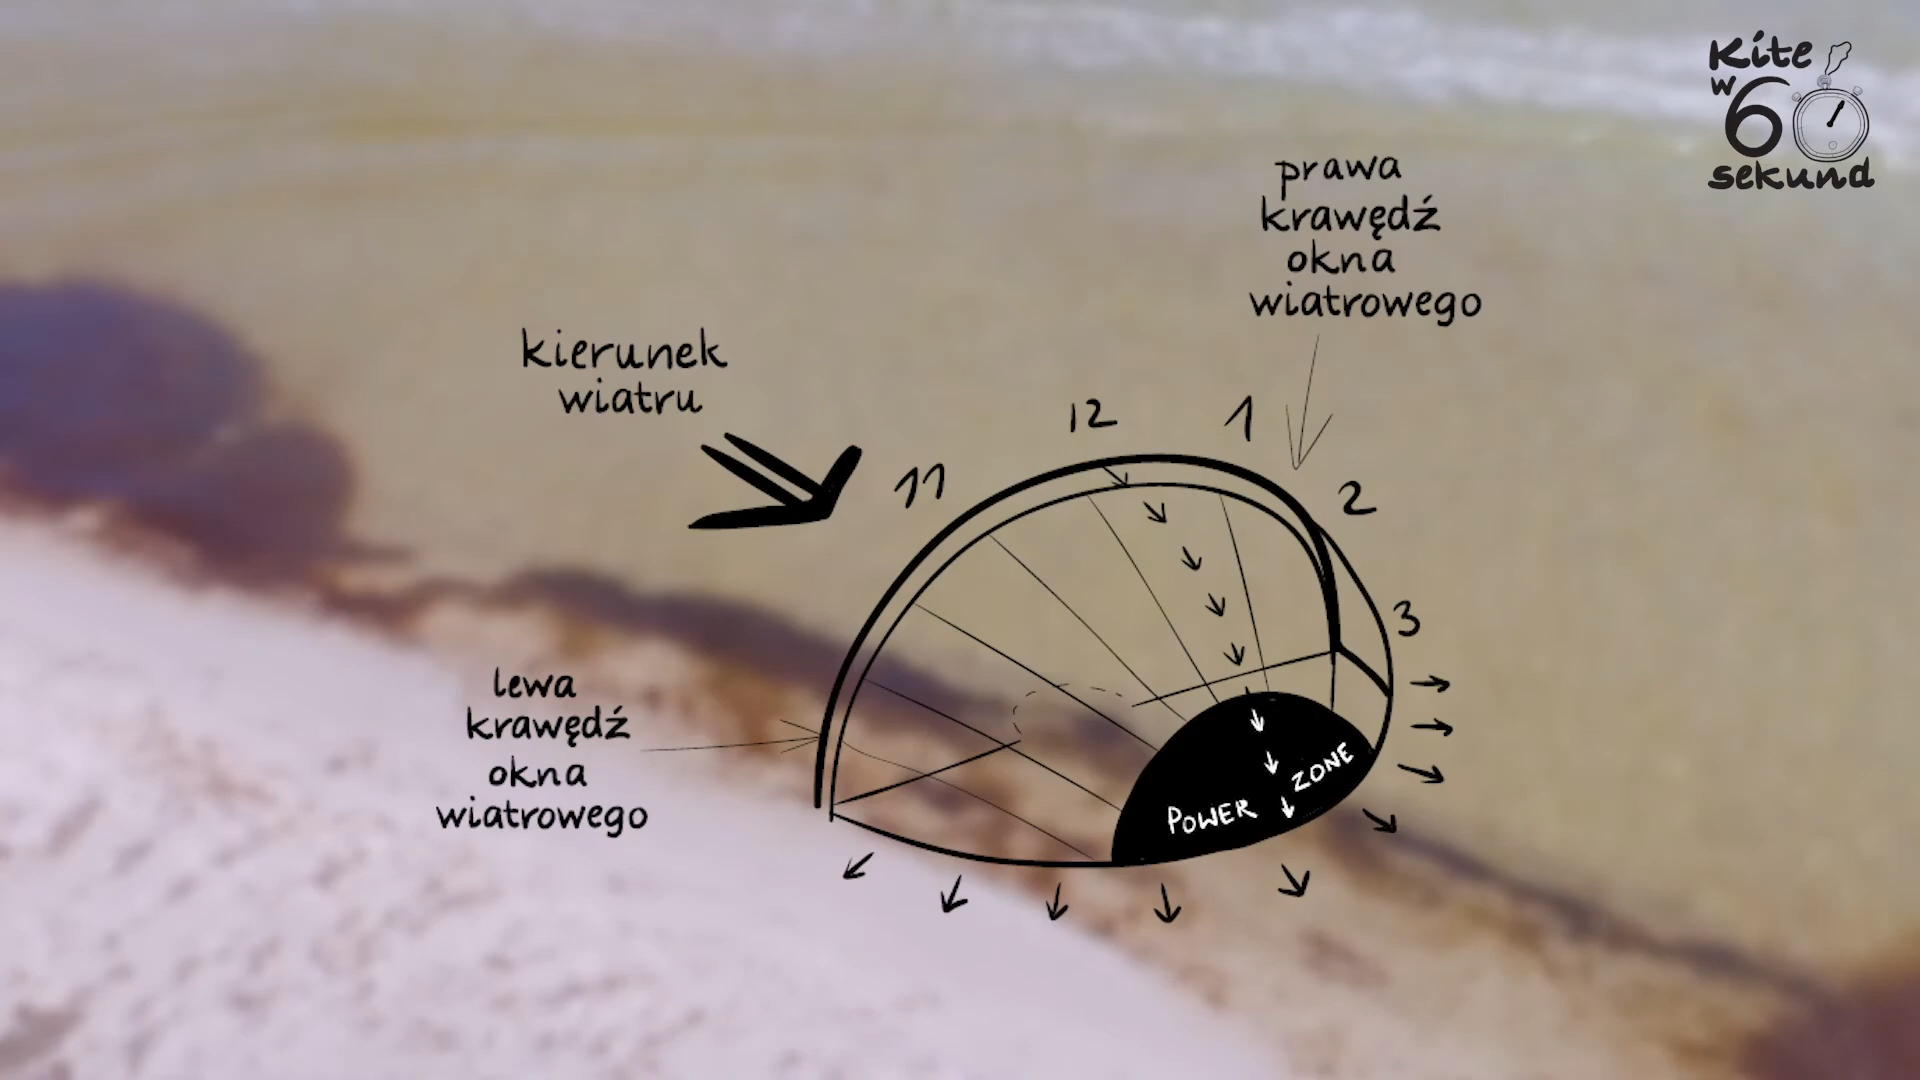 Kite
w
60
sekund
prawa
krawędź
okna
wiatrowego
kierunek
wiatru
11
12
1
2
3
lewa
krawędź
okna
wiatrowego
POWER ZONE